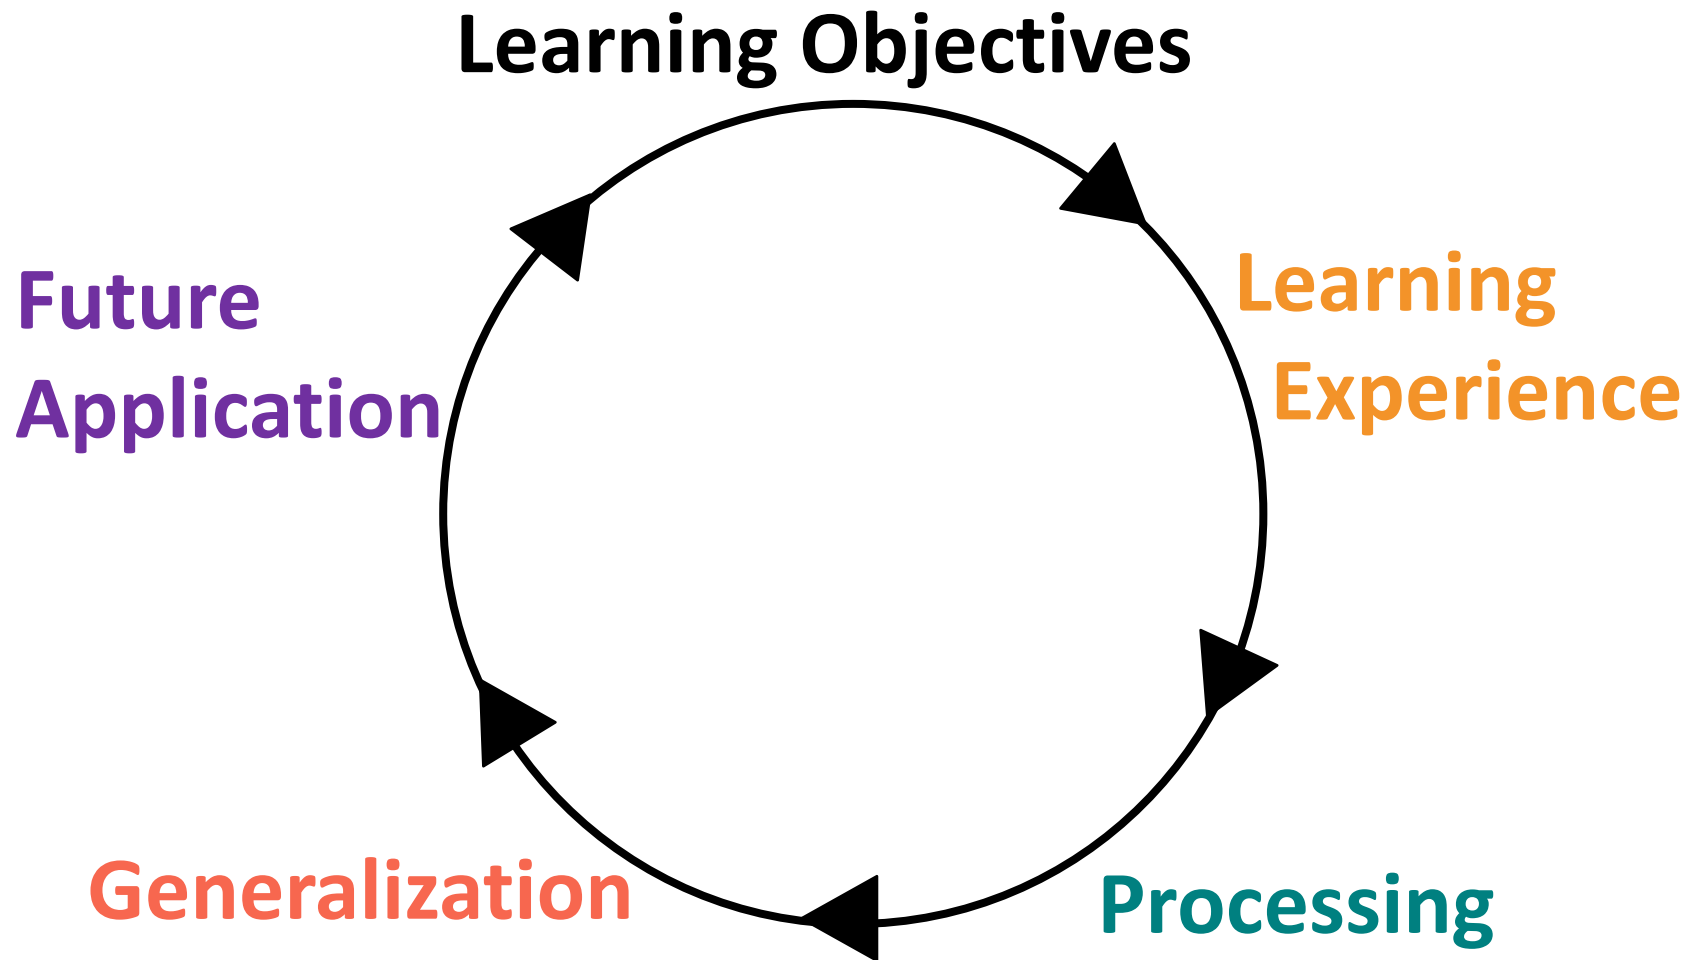 Learning Objectives
Learning
Experience
Processing
Generalization
Future
Application